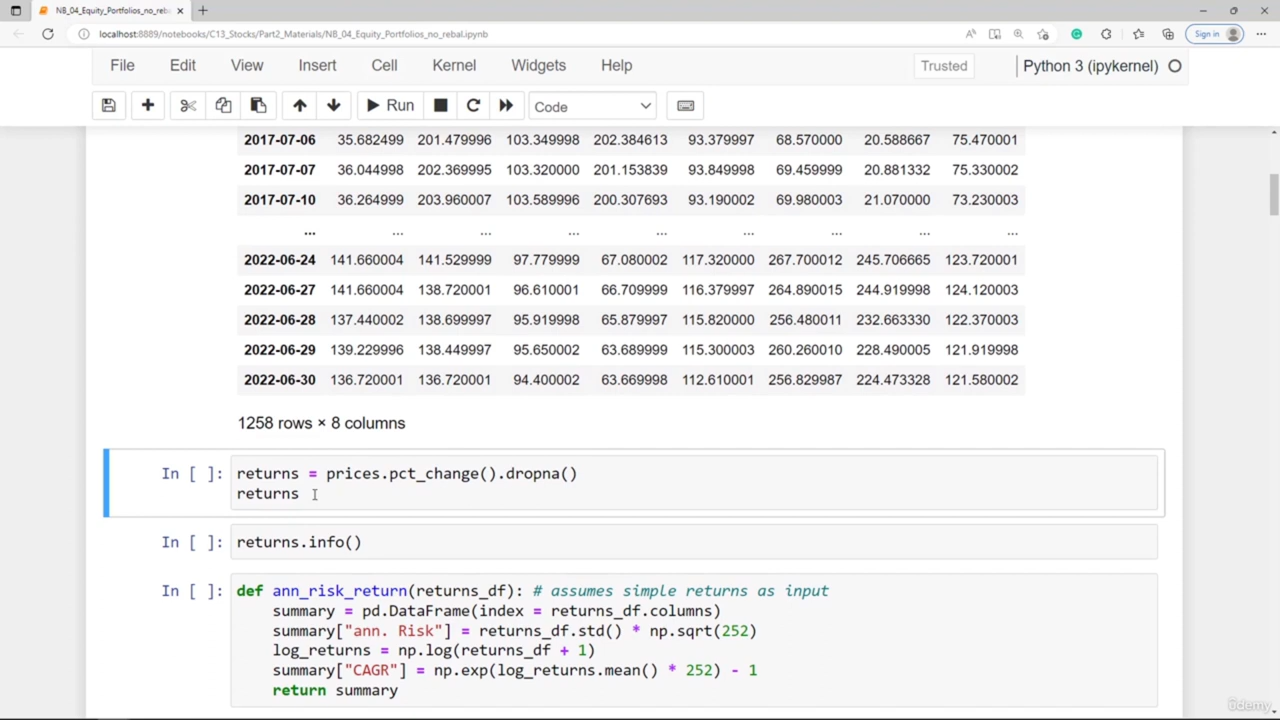 NB_04_Equity_Portfolios_no_reb
localhost:8889/notebooks/C13_Stocks/Part2_Materials/NB_04_Equity_Portfolios_no_rebal.ipynb
Sign in
File Edit View Insert Cell Kernel Widgets Help Trusted Python 3 (ipykernel)
Run Code
2017-07-06 35.682499 201.479996 103.349998 202.384613 93.379997 68.570000 20.588667 75.470001
2017-07-07 36.044998 202.369995 103.320000 201.153839 93.849998 69.459999 20.881332 75.330002
2017-07-10 36.264999 203.960007 103.589996 200.307693 93.190002 69.980003 21.070000 73.230003
... ... ... ... ... ... ... ... ...
2022-06-24 141.660004 141.529999 97.779999 67.080002 117.320000 267.700012 245.706665 123.720001
2022-06-27 141.660004 138.720001 96.610001 66.709999 116.379997 264.890015 244.919998 124.120003
2022-06-28 137.440002 138.699997 95.919998 65.879997 115.820000 256.480011 232.663330 122.370003
2022-06-29 139.229996 138.449997 95.650002 63.689999 115.300003 260.260010 228.490005 121.919998
2022-06-30 136.720001 136.720001 94.400002 63.669998 112.610001 256.829987 224.473328 121.580002
1258 rows × 8 columns
In [ ]: returns = prices.pct_change().dropna()
returns
In [ ]: returns.info()
In [ ]: def ann_risk_return(returns_df): # assumes simple returns as input
summary = pd.DataFrame(index = returns_df.columns)
summary["ann. Risk"] = returns_df.std() * np.sqrt(252)
log_returns = np.log(returns_df + 1)
summary["CAGR"] = np.exp(log_returns.mean() * 252) - 1
return summary
ûdemy